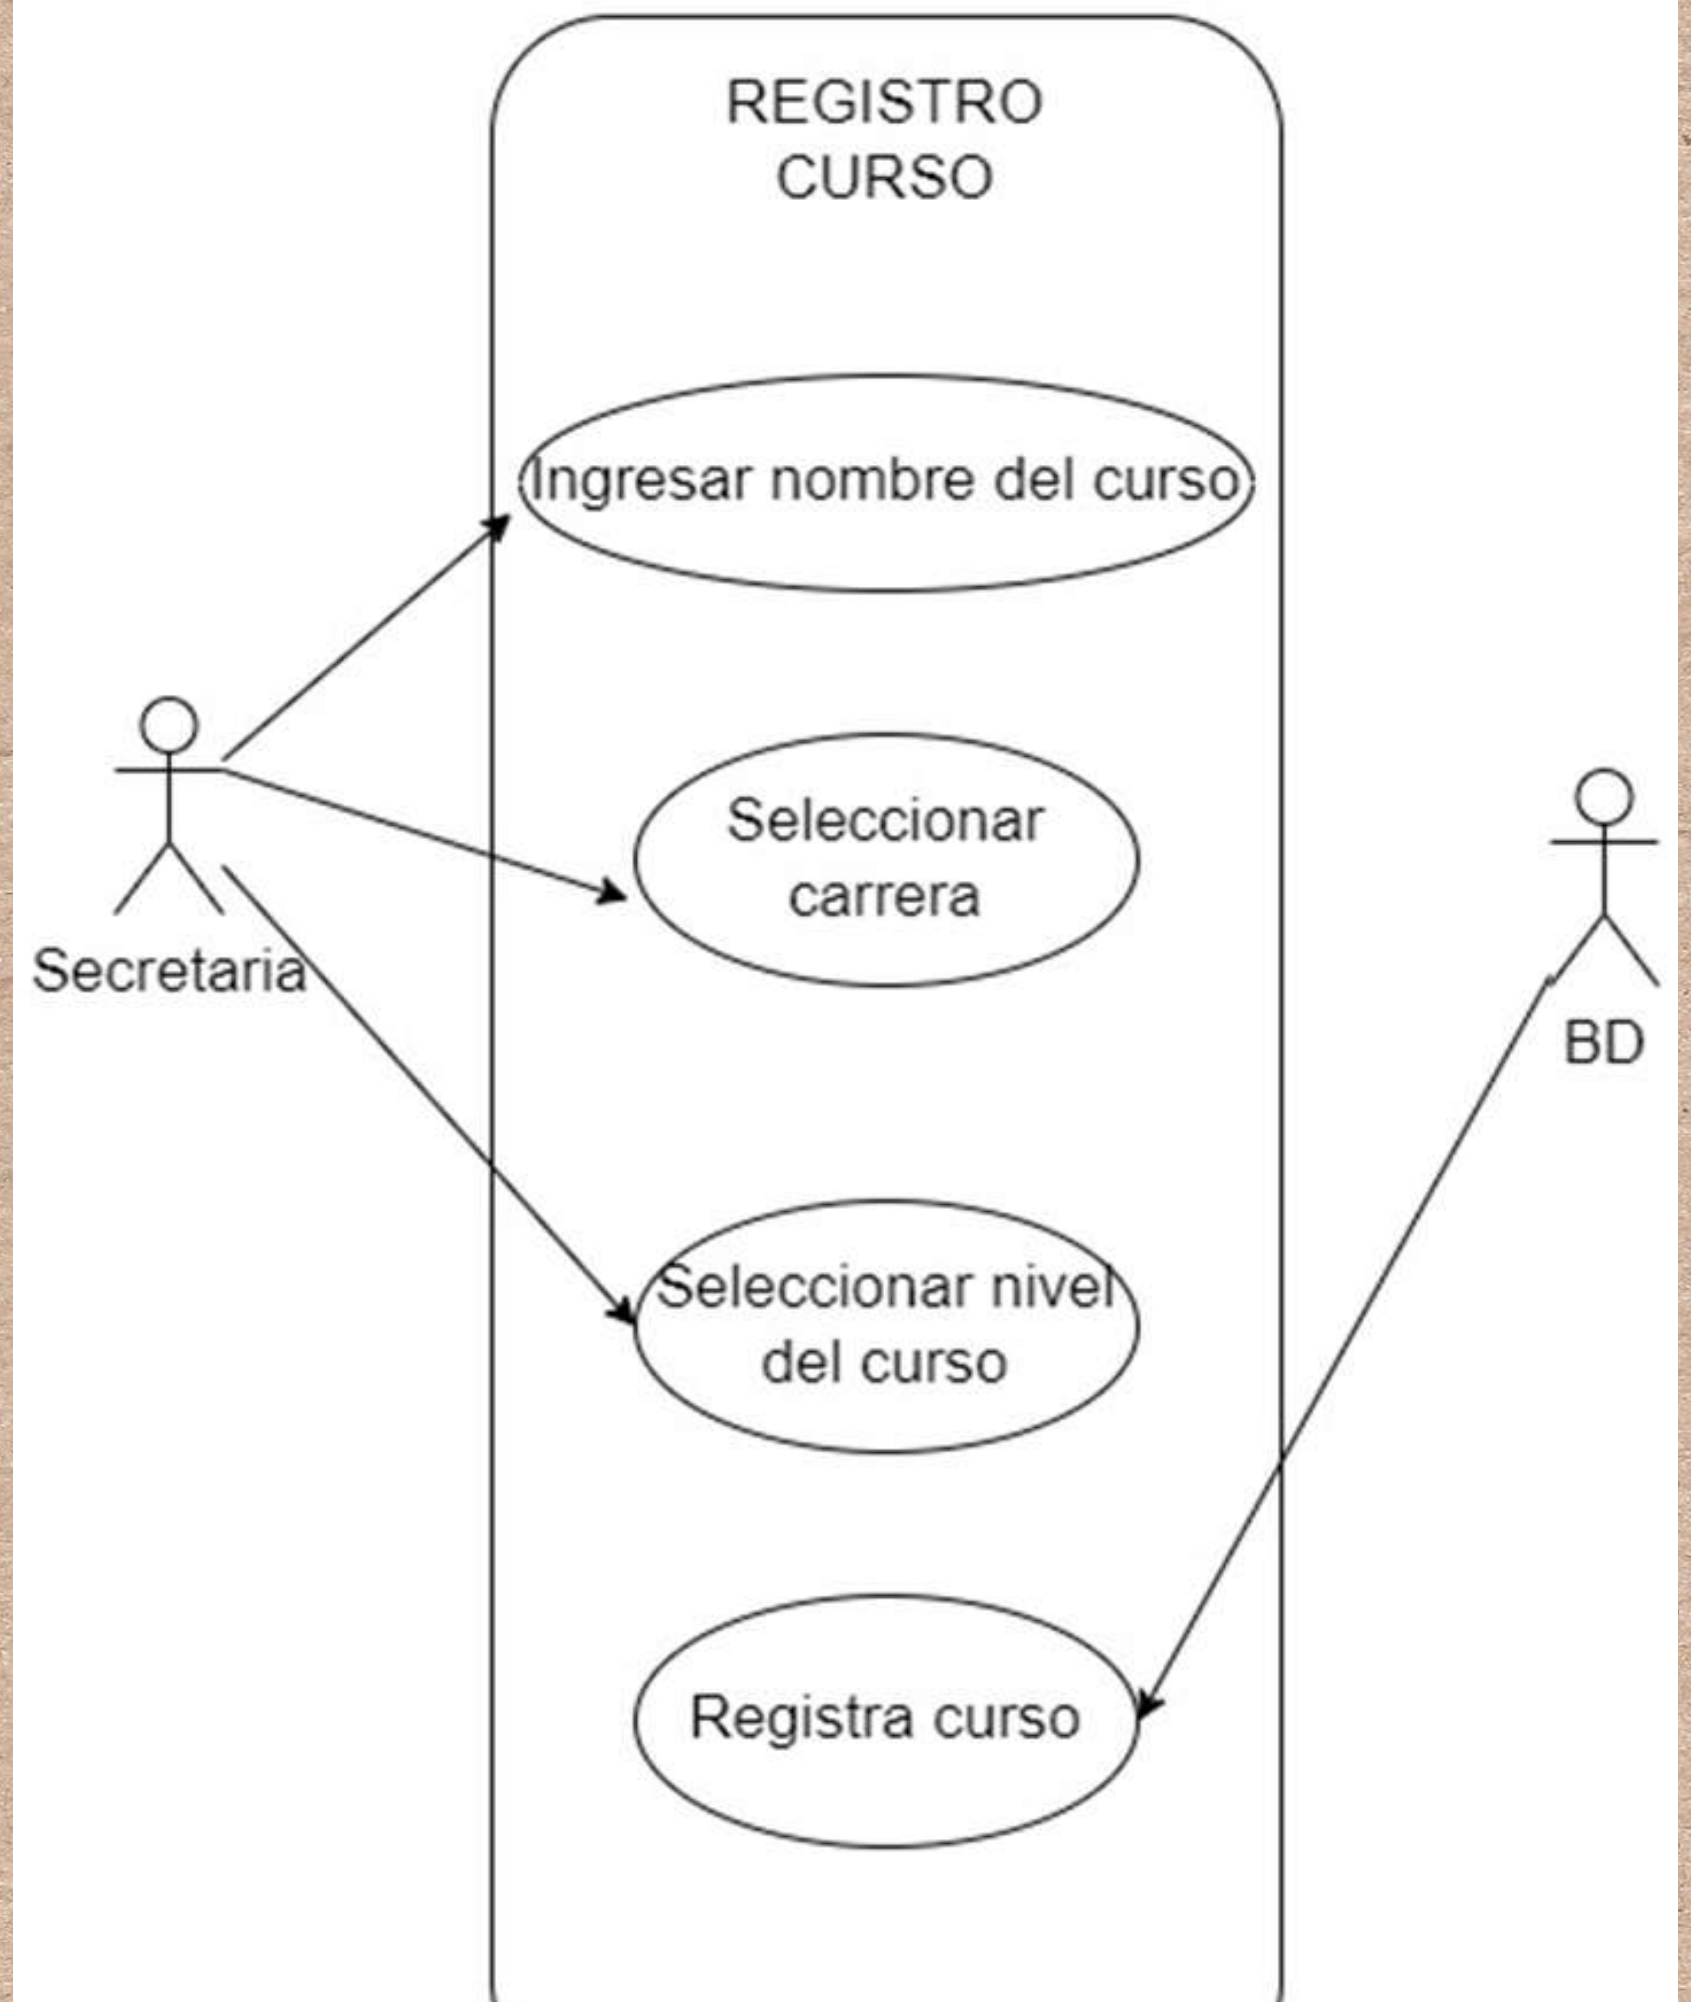 REGISTRO
CURSO
Ingresar nombre del curso
Seleccionar
carrera
Secretaria
BD
Seleccionar nivel
del curso
Registra curso